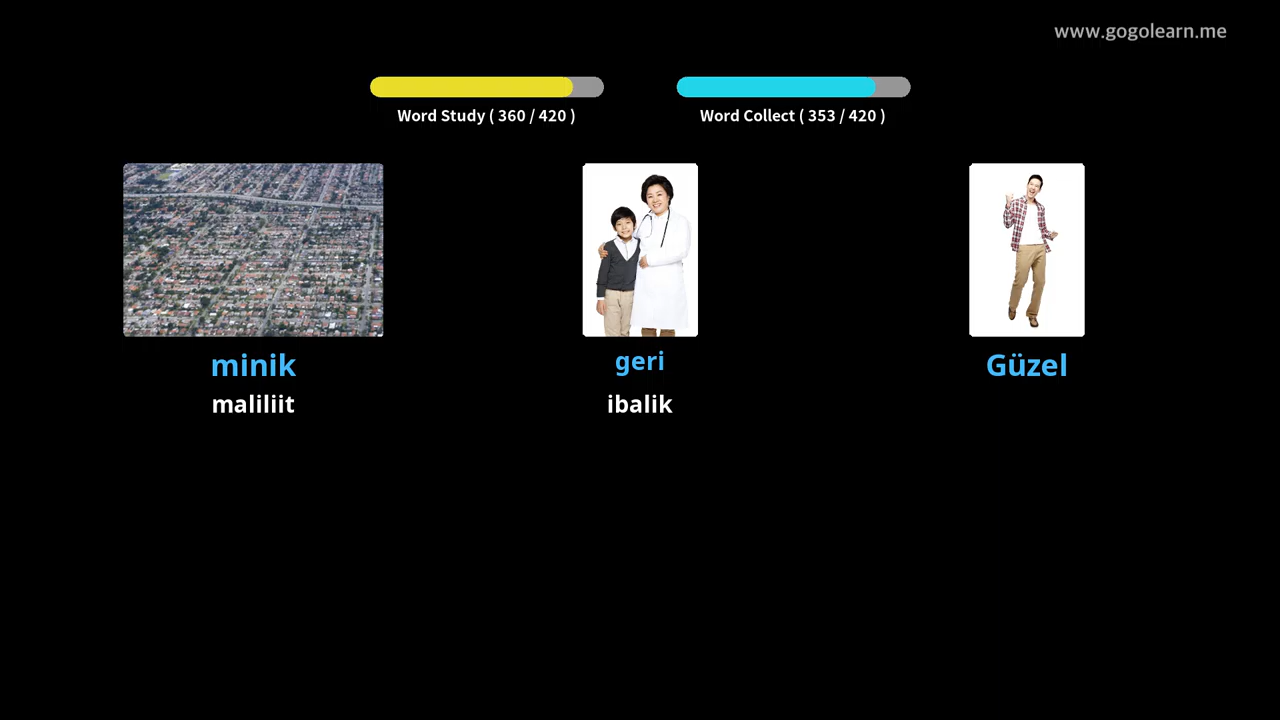 www.gogolearn.me
Word Study ( 360 / 420 )
Word Collect ( 353 / 420 )
minik
geri
Güzel
maliliit
ibalik